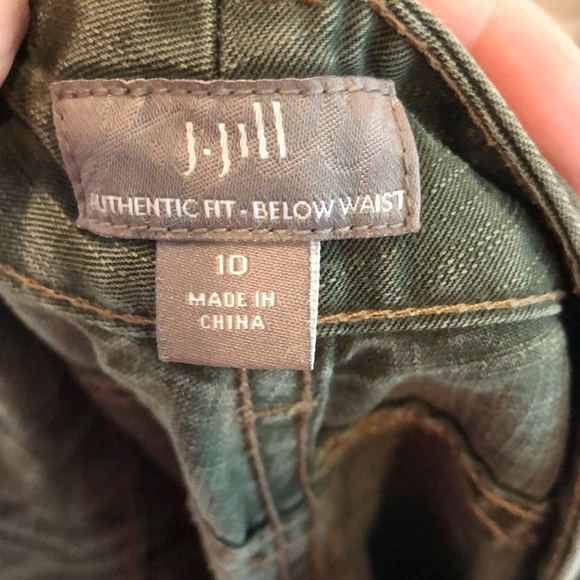 J.Jill
AUTHENTIC FIT - BELOW WAIST
10
MADE IN
CHINA